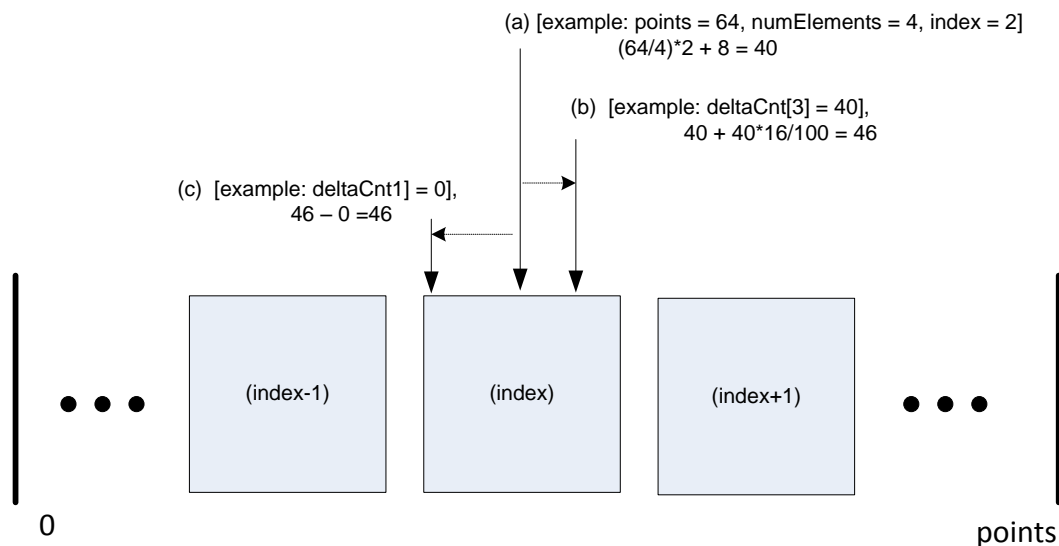 (a) [example: points = 64, numElements = 4, index = 2]
(64/4)*2 + 8 = 40
(b) [example: deltaCnt[3] = 40],
40 + 40*16/100 = 46
(c) [example: deltaCnt1] = 0],
46 – 0 =46
(index-1)
(index)
(index+1)
0
points